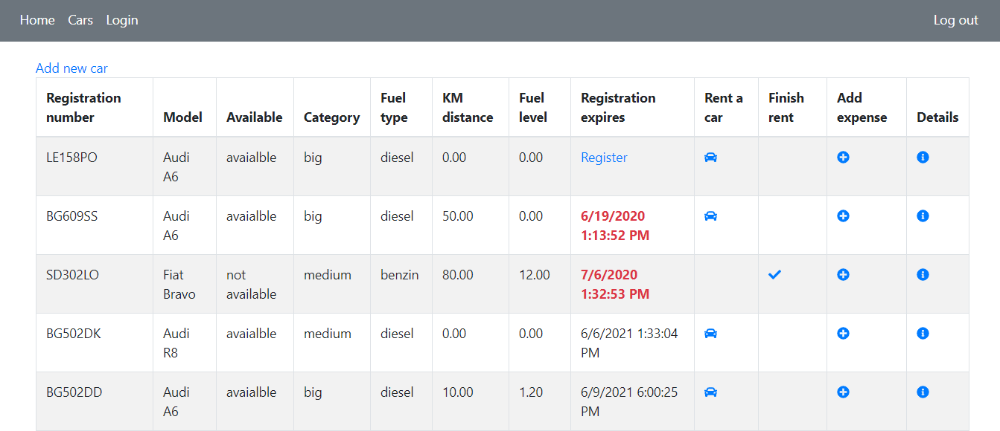 Home Cars Login Log out
Add new car
Registration number Model Available Category Fuel type KM distance Fuel level Registration expires Rent a car Finish rent Add expense Details
LE158PO Audi A6 avaialble big diesel 0.00 0.00 Register
BG609SS Audi A6 avaialble big diesel 50.00 0.00 6/19/2020 1:13:52 PM
SD302LO Fiat Bravo not available medium benzin 80.00 12.00 7/6/2020 1:32:53 PM
BG502DK Audi R8 avaialble medium diesel 0.00 0.00 6/6/2021 1:33:04 PM
BG502DD Audi A6 avaialble big diesel 10.00 1.20 6/9/2021 6:00:25 PM